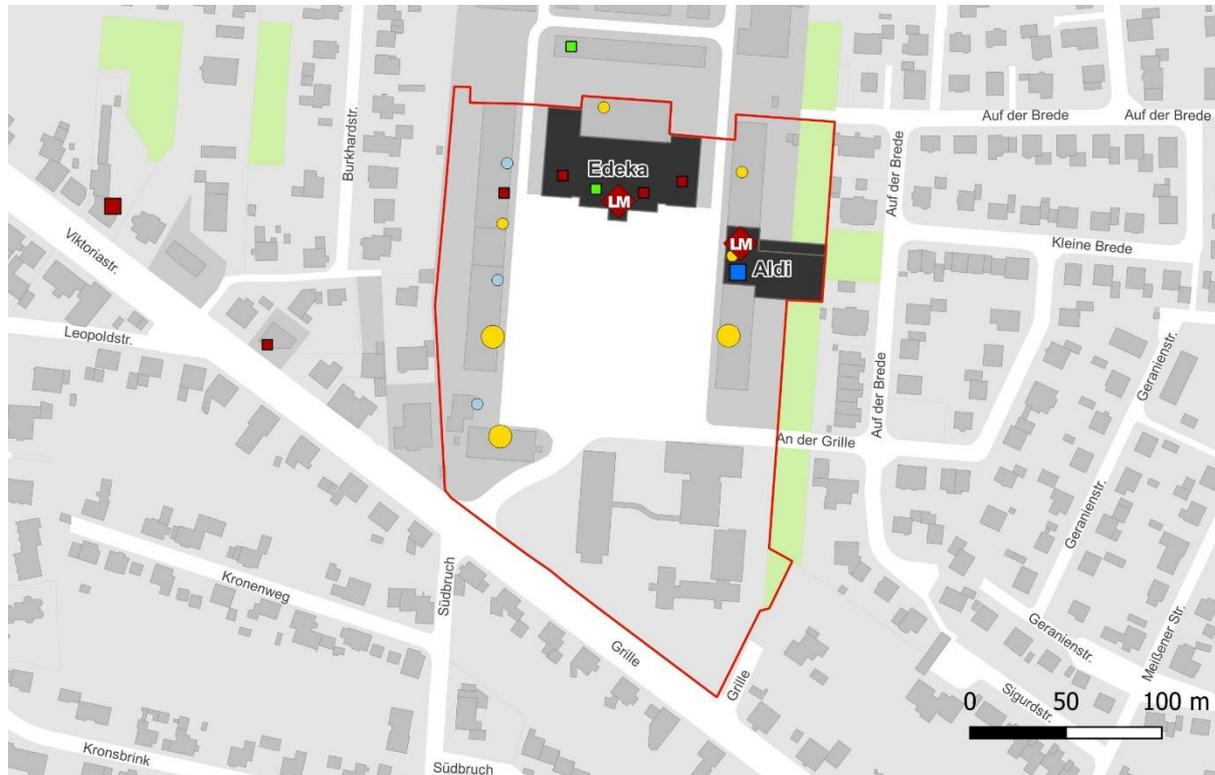 Auf der Brede
Auf der Brede
Burkhardstr.
Edeka
LM
Auf der Brede
Viktoriastr.
LM
Aldi
Kleine Brede
Leopoldstr.
Geranienstr.
Auf der Brede
An der Grille
Geranienstr.
Kronenweg
Südbruch
Grille
Geranienstr.
Meißener Str.
Grille
Sigurdstr.
0 50 100 m
Kronsbrink
Südbruch